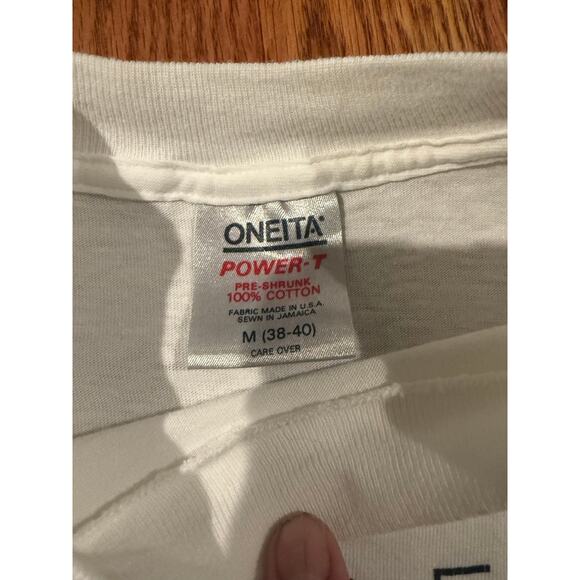 ONEITA
POWER-T
PRE-SHRUNK
100% COTTON
FABRIC MADE IN U.S.A.
SEWN IN JAMAICA
M (38-40)
CARE OVER